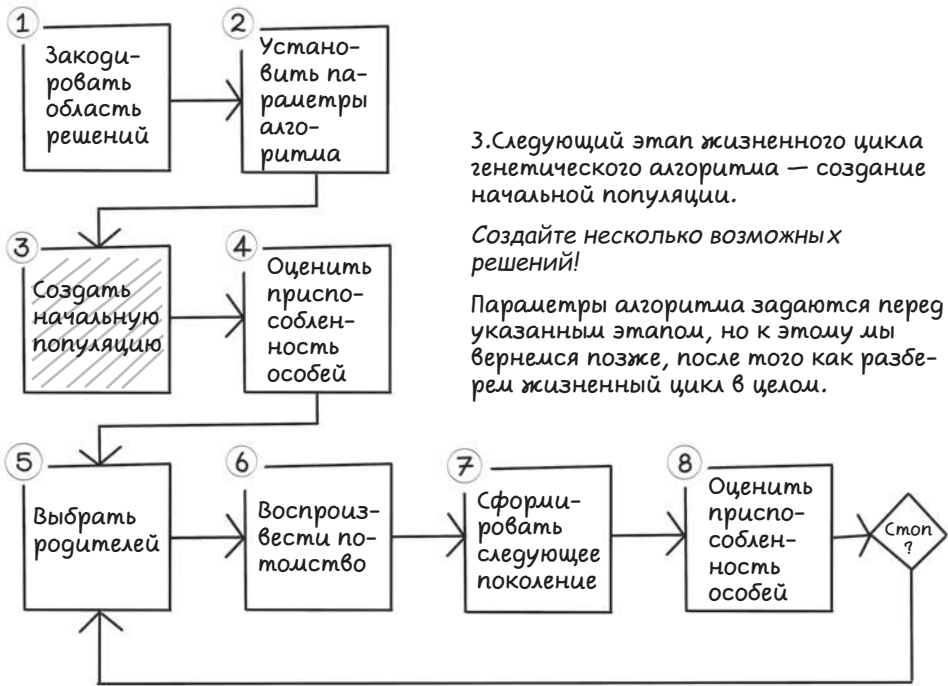 1
Закоди-
ровать
область
решений
2
Устано-
вить па-
раметры
алго-
ритма
3.Следующий этап жизненного цикла
генетического алгоритма — создание
начальной популяции.
Создайте несколько возможных
решений!
Параметры алгоритма задаются перед
указанным этапом, но к этому мы
вернемся позже, после того как разбе-
рем жизненный цикл в целом.
3
Создать
начальную
популяцию
4
Оценить
приспо-
соблен-
ность
особей
5
Выбрать
родителей
6
Воспроиз-
вести по-
томство
7
Сформи-
ровать
следующее
поколение
8
Оценить
приспо-
соблен-
ность
особей
Стоп
?